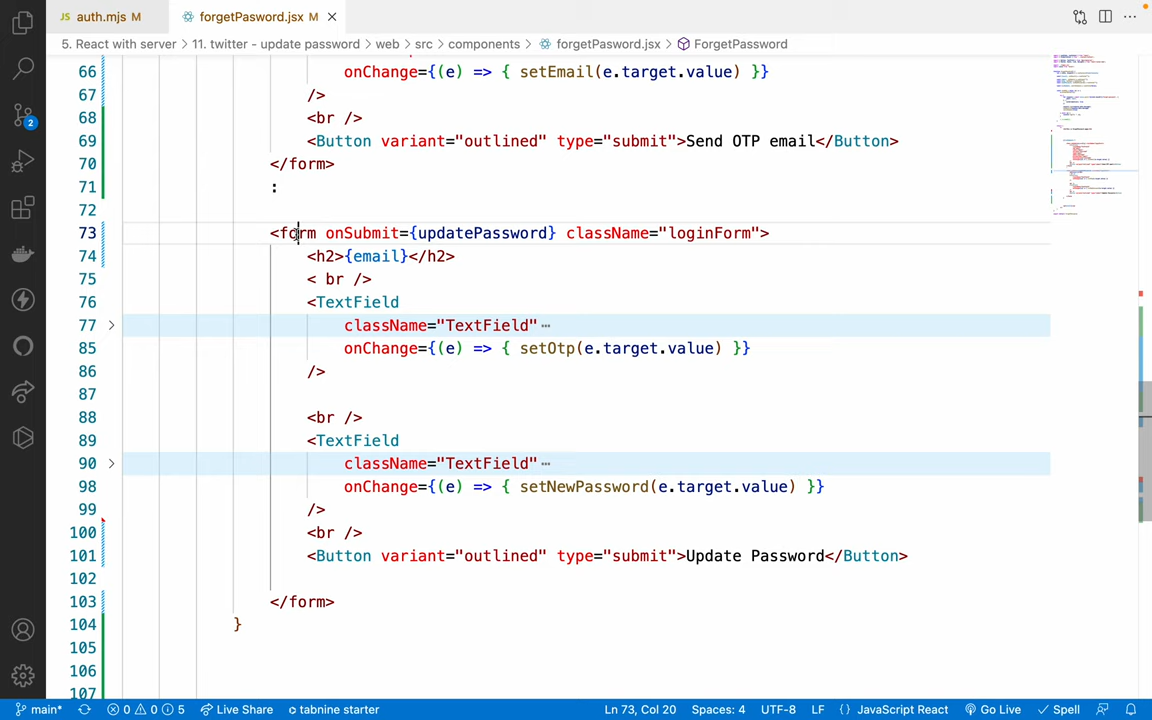 JS auth.mjs M
forgetPasword.jsx M
5. React with server > 11. twitter - update password > web > src > components > forgetPasword.jsx > ForgetPassword
66 onChange={(e) => { setEmail(e.target.value) }}
67 />
68 <br />
69 <Button variant="outlined" type="submit">Send OTP email</Button>
70 </form>
71 :
72
73 <form onSubmit={updatePassword} className="loginForm">
74 <h2>{email}</h2>
75 < br />
76 <TextField
77 className="TextField" ⋯
85 onChange={(e) => { setOtp(e.target.value) }}
86 />
87
88 <br />
89 <TextField
90 className="TextField" ⋯
98 onChange={(e) => { setNewPassword(e.target.value) }}
99 />
100 <br />
101 <Button variant="outlined" type="submit">Update Password</Button>
102
103 </form>
104 }
105
106
107
2
main* 0 0 5 Live Share tabnine starter Ln 73, Col 20 Spaces: 4 UTF-8 LF {} JavaScript React Go Live Spell